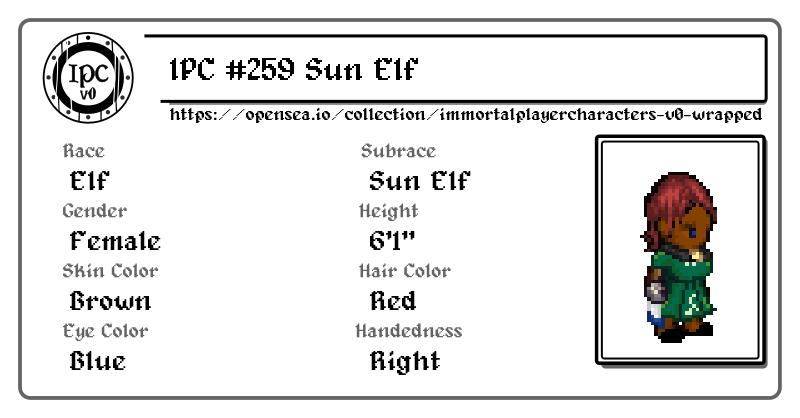 IPC v0
IPC #259 Sun Elf
https://opensea.io/collection/immortalplayercharacters-v0-wrapped
Race
Elf
Subrace
Sun Elf
Gender
Female
Height
6'1"
Skin Color
Brown
Hair Color
Red
Eye Color
Blue
Handedness
Right